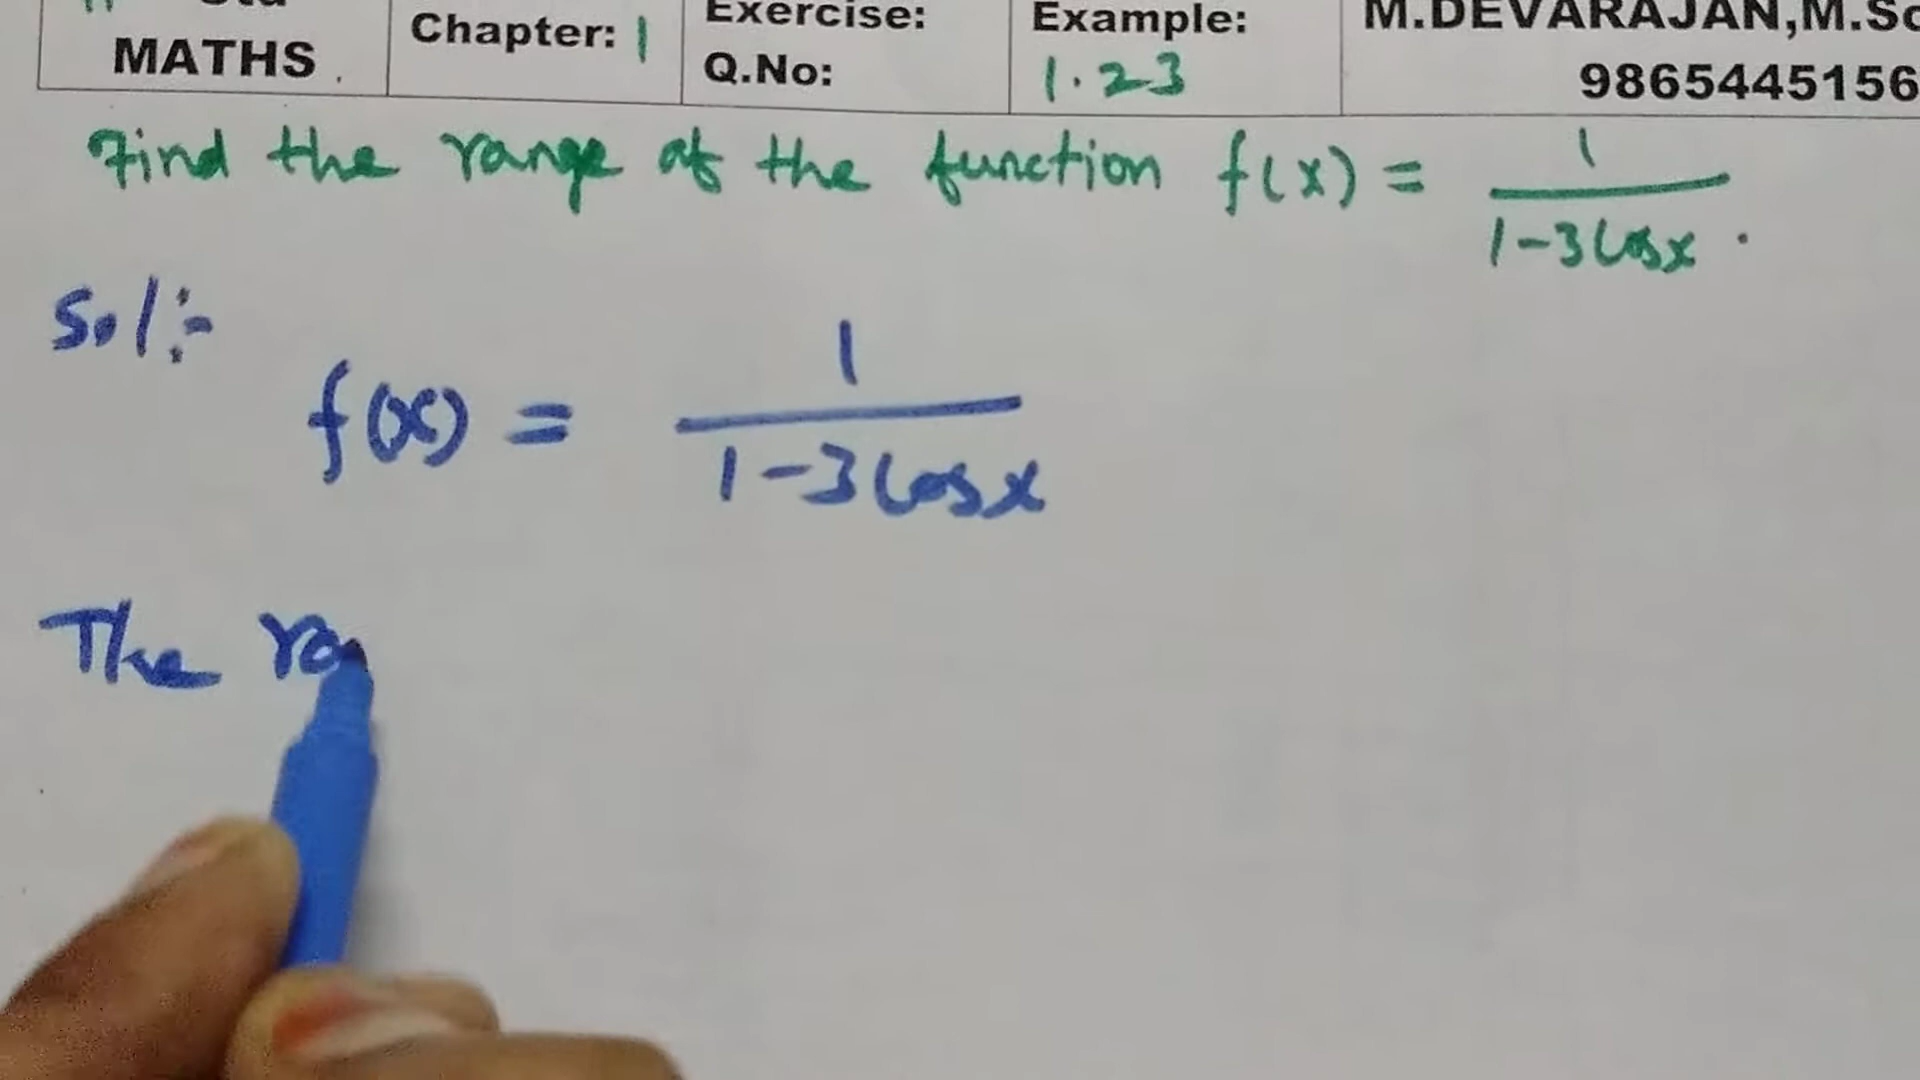 MATHS
Chapter: 1
Exercise:
Q.No:
Example:
1.23
M.DEVARAJAN,M.Sc
9865445156
Find the range of the function f(x) = 1/(1-3cosx).
Sol:-
f(x) = 1/(1-3cosx)
The ra